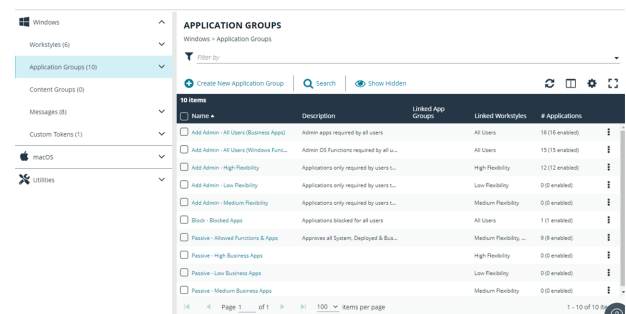 Windows
Workstyles (6)
Application Groups (10)
Content Groups (0)
Messages (8)
Custom Tokens (1)
macOS
Utilities
APPLICATION GROUPS
Windows > Application Groups
Filter by
Create New Application Group Search Show Hidden
10 items
Name Description Linked App Groups Linked Workstyles # Applications
Add Admin - All Users (Business Apps) Admin apps required by all users All Users 16 (16 enabled)
Add Admin - All Users (Windows Func... Admin OS Functions required by all u... All Users 15 (15 enabled)
Add Admin - High Flexibility Applications only required by users t... High Flexibility 12 (12 enabled)
Add Admin - Low Flexibility Applications only required by users t... Low Flexibility 0 (0 enabled)
Add Admin - Medium Flexibility Applications only required by users t... Medium Flexibility 0 (0 enabled)
Block - Blocked Apps Applications blocked for all users All Users 1 (1 enabled)
Passive - Allowed Functions & Apps Approves all System, Deployed & Bus... Medium Flexibility, ... 9 (9 enabled)
Passive - High Business Apps High Flexibility 0 (0 enabled)
Passive - Low Business Apps Low Flexibility 0 (0 enabled)
Passive - Medium Business Apps Medium Flexibility 0 (0 enabled)
Page 1 of 1 100 items per page 1 - 10 of 10 ite